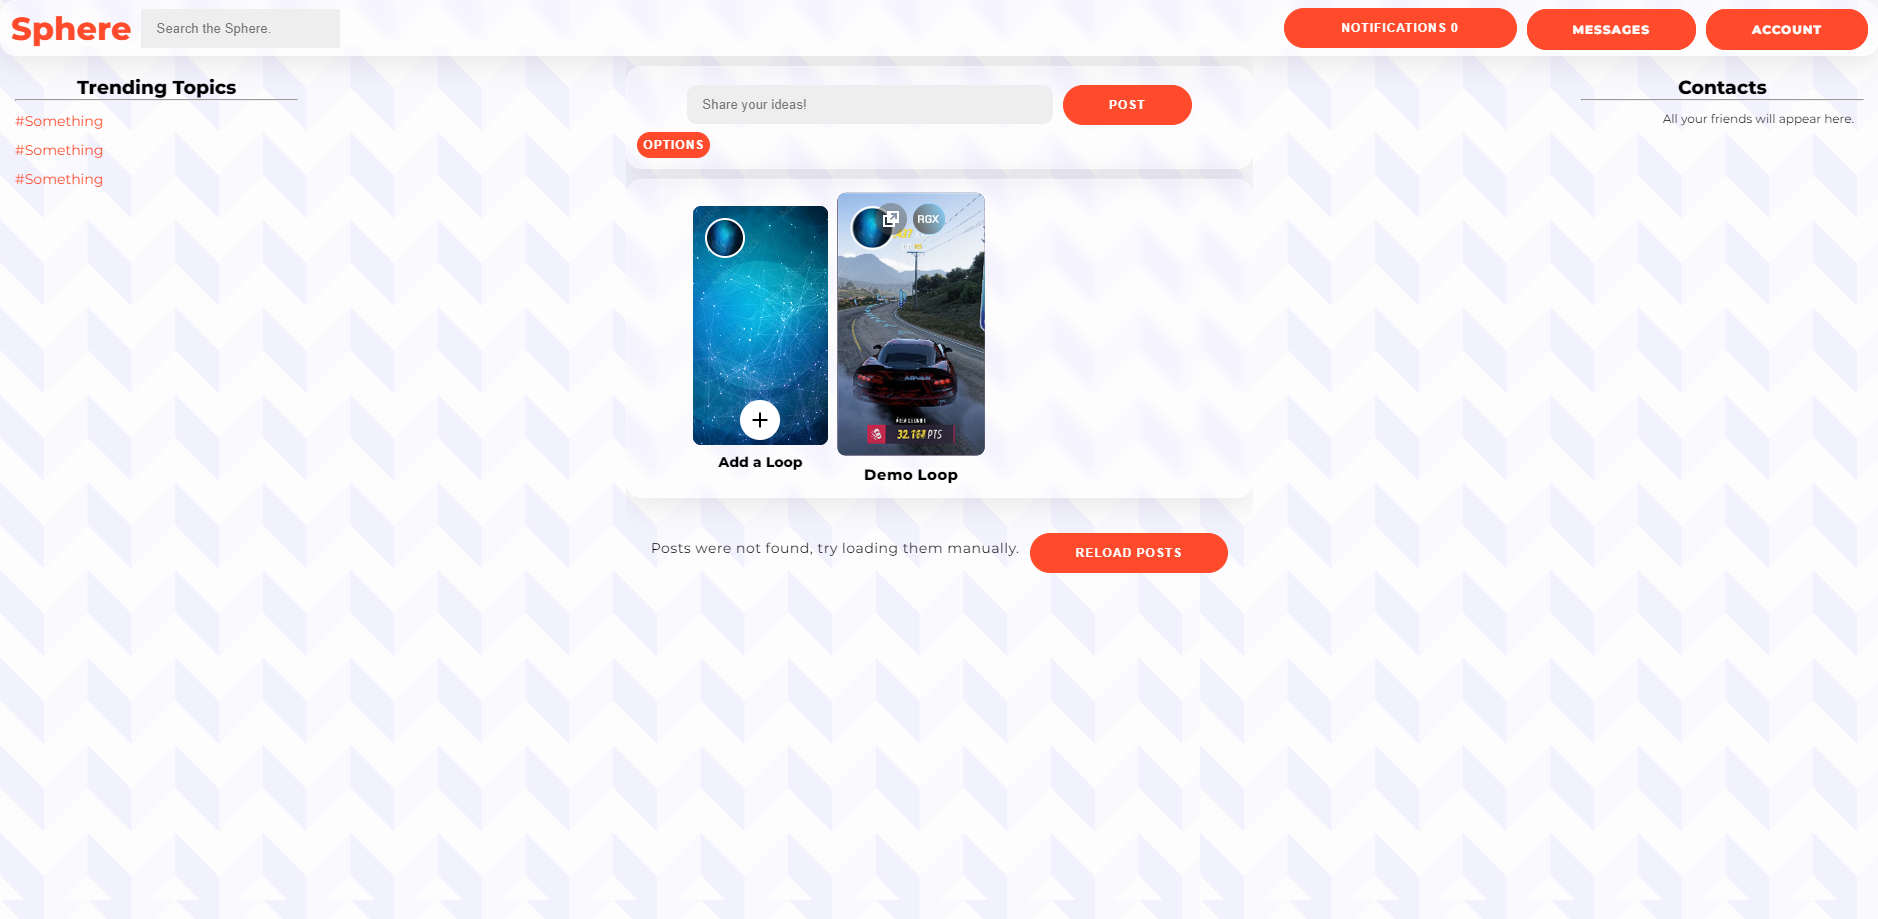 Sphere
Search the Sphere.
NOTIFICATIONS 0
MESSAGES
ACCOUNT
Trending Topics
#Something
#Something
#Something
Share your ideas!
POST
OPTIONS
Contacts
All your friends will appear here.
RGX
ADVAN
PTS
Add a Loop
Demo Loop
Posts were not found, try loading them manually.
RELOAD POSTS